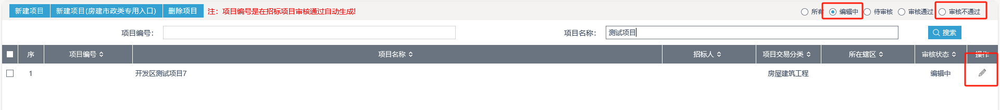 新建项目 新建项目(房建市政类专用入口) 删除项目 注：项目编号是在招标项目审核通过自动生成! 所有 编辑中 待审核 审核通过 审核不通过
项目编号： 项目名称： 测试项目 搜索
序 项目编号 项目名称 招标人 项目交易分类 所在辖区 审核状态 操作
1 开发区测试项目7 房屋建筑工程 编辑中